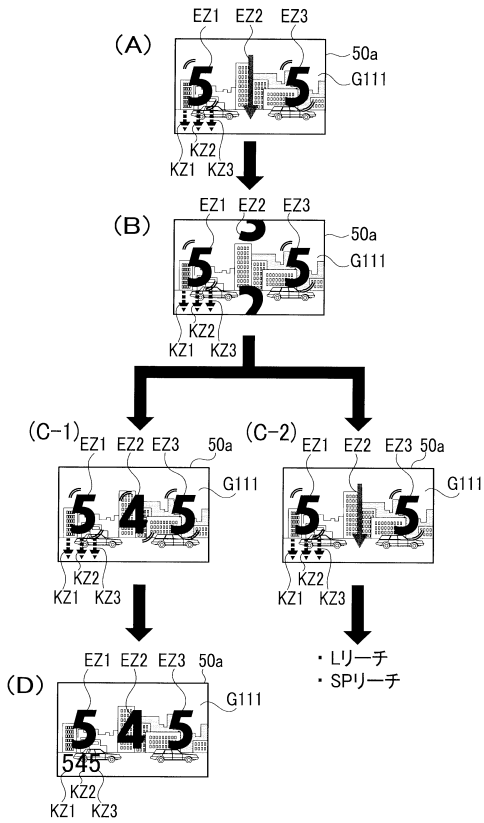 EZ1 EZ2 EZ3
(A)
50a
5 5
G111
KZ1 KZ2 KZ3
EZ1 EZ2 EZ3
(B)
50a
3
5 5
G111
2
KZ1 KZ2 KZ3
(C-1)
EZ1 EZ2 EZ3 50a
5 4 5
G111
KZ1 KZ2 KZ3
(C-2)
EZ1 EZ2 EZ3 50a
5 5
G111
KZ1 KZ2 KZ3
・Lリーチ
・SPリーチ
(D)
EZ1 EZ2 EZ3 50a
5 4 5
G111
545
KZ1 KZ2 KZ3